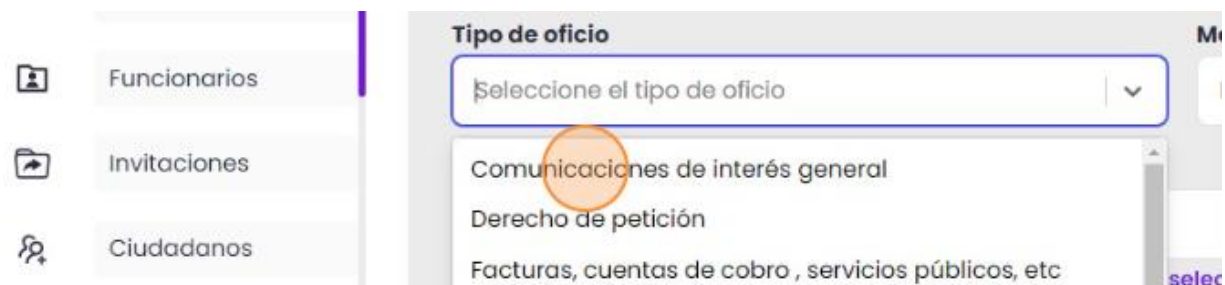 Funcionarios
Invitaciones
Ciudadanos
Tipo de oficio
Seleccione el tipo de oficio
Comunicaciones de interés general
Derecho de petición
Facturas, cuentas de cobro , servicios públicos, etc